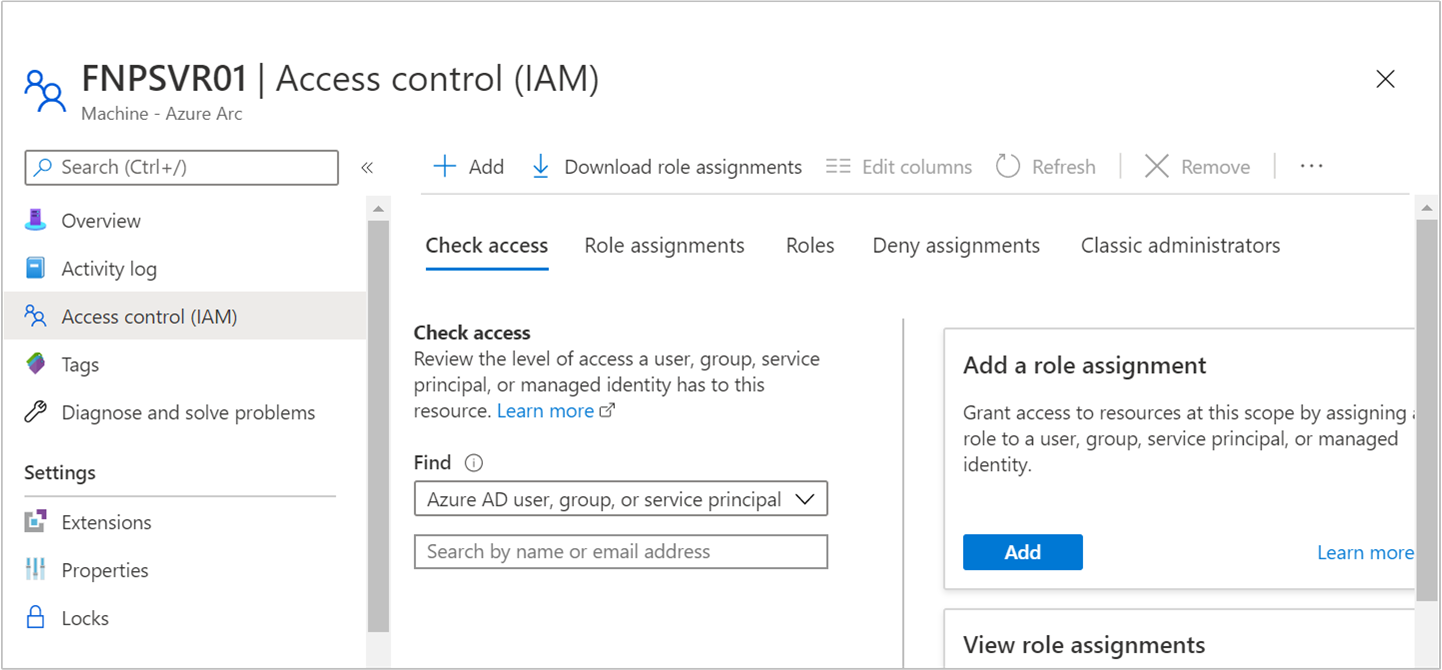 FNPSVR01 | Access control (IAM)
Machine - Azure Arc
Search (Ctrl+/)
«
Overview
Activity log
Access control (IAM)
Tags
Diagnose and solve problems
Settings
Extensions
Properties
Locks
Add
Download role assignments
Edit columns
Refresh
Remove
Check access
Role assignments
Roles
Deny assignments
Classic administrators
Check access
Review the level of access a user, group, service
principal, or managed identity has to this
resource. Learn more
Find
Azure AD user, group, or service principal
Search by name or email address
Add a role assignment
Grant access to resources at this scope by assigning a
role to a user, group, service principal, or managed
identity.
Add
Learn more
View role assignments